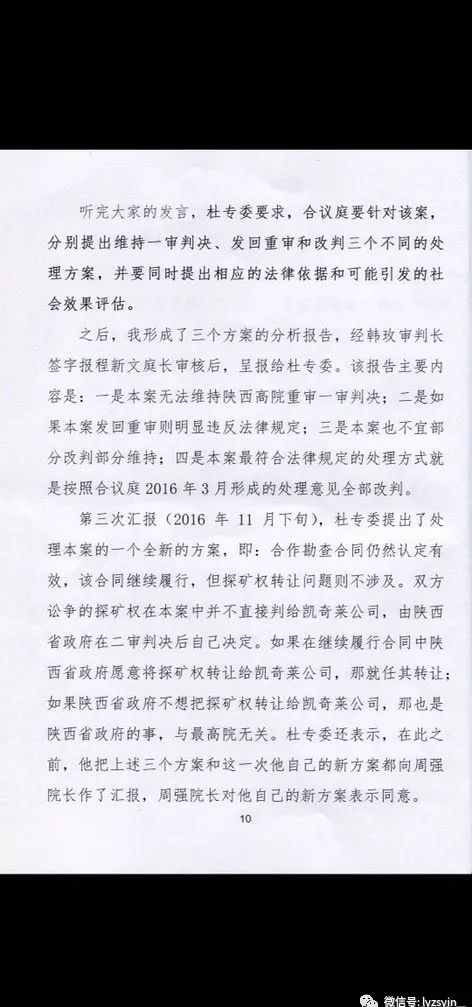 听完大家的发言，杜专委要求，合议庭要针对该案，
分别提出维持一审判决、发回重审和改判三个不同的处
理方案，并要同时提出相应的法律依据和可能引发的社
会效果评估。
之后，我形成了三个方案的分析报告，经韩玫审判长
签字报程新文庭长审核后，呈报给杜专委。该报告主要内
容是：一是本案无法维持陕西高院重审一审判决；二是如
果本案发回重审则明显违反法律规定；三是本案也不宜部
分改判部分维持；四是本案最符合法律规定的处理方式就
是按照合议庭 2016 年 3 月形成的处理意见全部改判。
第三次汇报（2016 年 11 月下旬），杜专委提出了处
理本案的一个全新的方案，即：合作勘查合同仍然认定有
效，该合同继续履行，但探矿权转让问题则不涉及。双方
讼争的探矿权在本案中并不直接判给凯奇莱公司，由陕西
省政府在二审判决后自己决定。如果在继续履行合同中陕
西省政府愿意将探矿权转让给凯奇莱公司，那就任其转让；
如果陕西省政府不想把探矿权转让给凯奇莱公司，那也是
陕西省政府的事，与最高院无关。杜专委还表示，在此之
前，他把上述三个方案和这一次他自己的新方案都向周强
院长作了汇报，周强院长对他自己的新方案表示同意。
10
微信号: lyzsyin